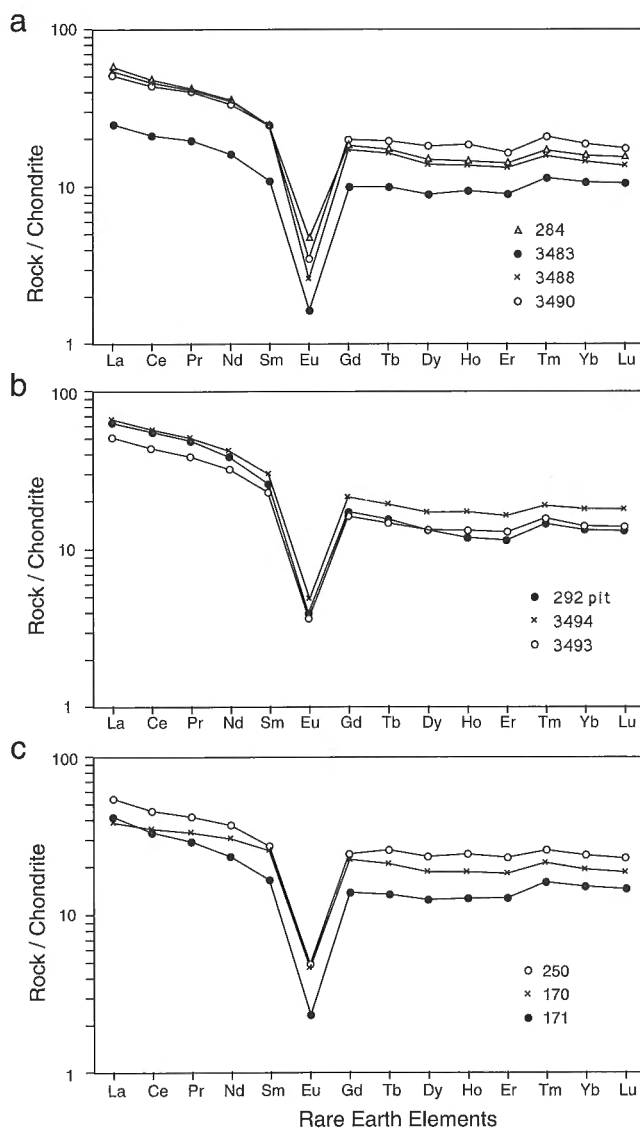 a
100
10
1
Rock / Chondrite
284
3483
3488
3490
La Ce Pr Nd Sm Eu Gd Tb Dy Ho Er Tm Yb Lu
b
100
10
1
Rock / Chondrite
292 pit
3494
3493
La Ce Pr Nd Sm Eu Gd Tb Dy Ho Er Tm Yb Lu
c
100
10
1
Rock / Chondrite
250
170
171
La Ce Pr Nd Sm Eu Gd Tb Dy Ho Er Tm Yb Lu
Rare Earth Elements